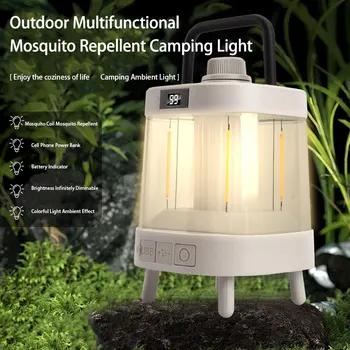 Outdoor Multifunctional
Mosquito Repellent Camping Light
[ Enjoy the coziness of life Camping Ambient Light ]
Mosquito Coil Mosquito Repellent
Cell Phone Power Bank
Battery Indicator
Brightness Infinitely Dimmable
Colorful Light Ambient Effect
99